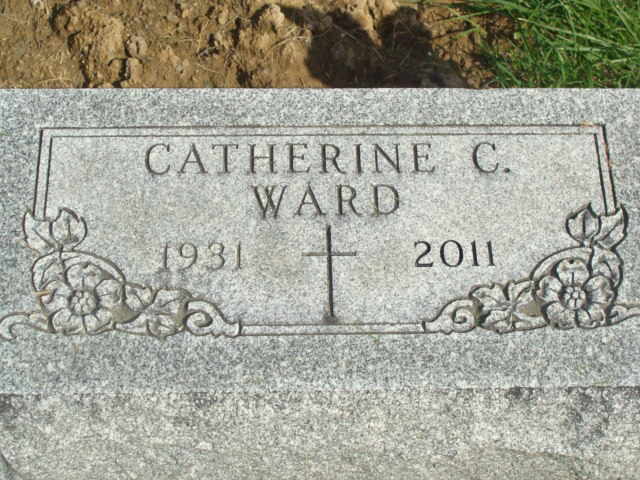 CATHERINE C.
WARD
1931 2011